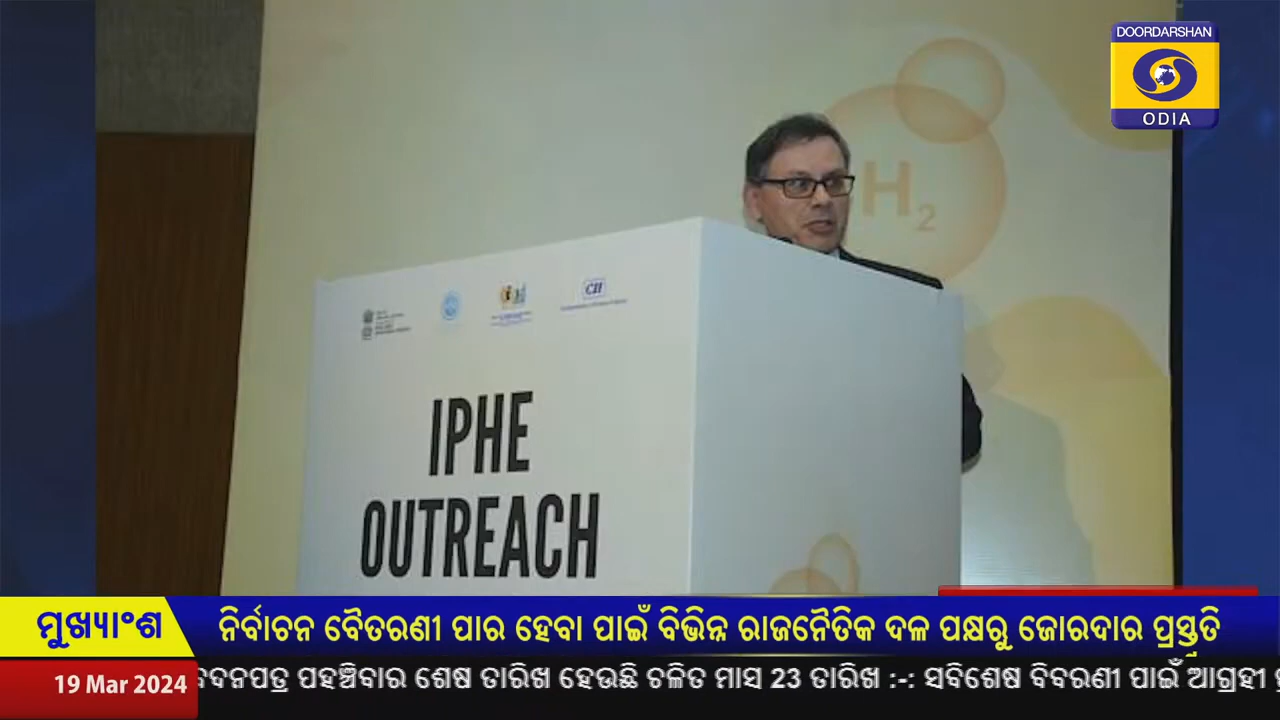 DOORDARSHAN
ODIA
H2
CII
IPHE
OUTREACH
ମୁଖ୍ୟାଂଶ
ନିର୍ବାଚନ ବୈତରଣୀ ପାର ହେବା ପାଇଁ ବିଭିନ୍ନ ରାଜନୈତିକ ଦଳ ପକ୍ଷରୁ ଜୋରଦାର ପ୍ରସ୍ତୁତି
19 Mar 2024
ପହଞ୍ଚିବାର ଶେଷ ତାରିଖ ହେଉଛି ଚଳିତ ମାସ 23 ତାରିଖ :-: ସବିଶେଷ ବିବରଣୀ ପାଇଁ ଆଗ୍ରହୀ